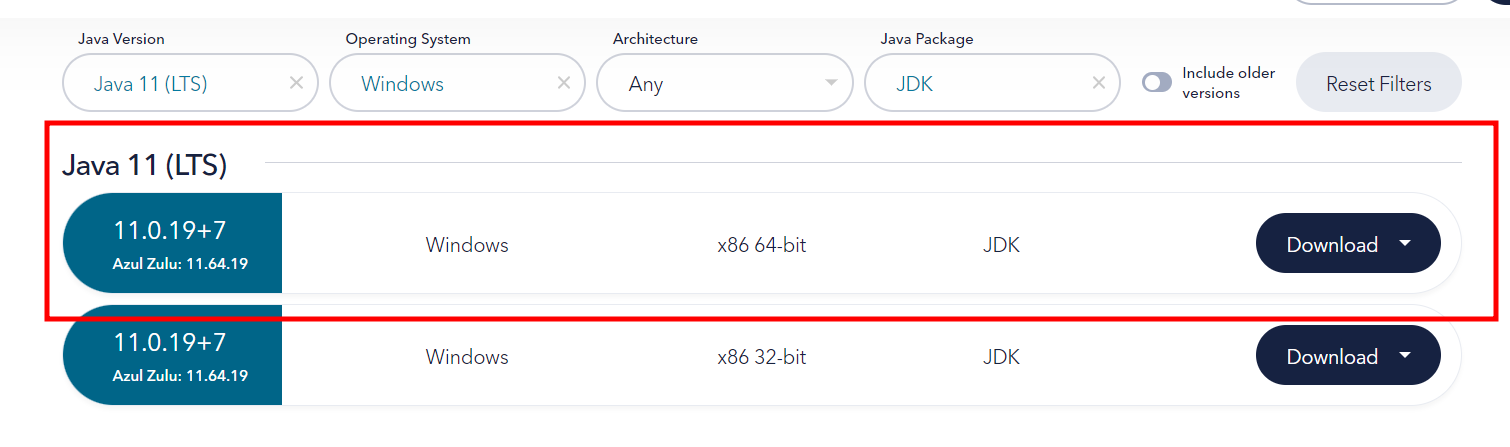 Java Version
Operating System
Architecture
Java Package
Java 11 (LTS)
Windows
Any
JDK
Include older
versions
Reset Filters
Java 11 (LTS)
11.0.19+7
Azul Zulu: 11.64.19
Windows
x86 64-bit
JDK
Download
11.0.19+7
Azul Zulu: 11.64.19
Windows
x86 32-bit
JDK
Download